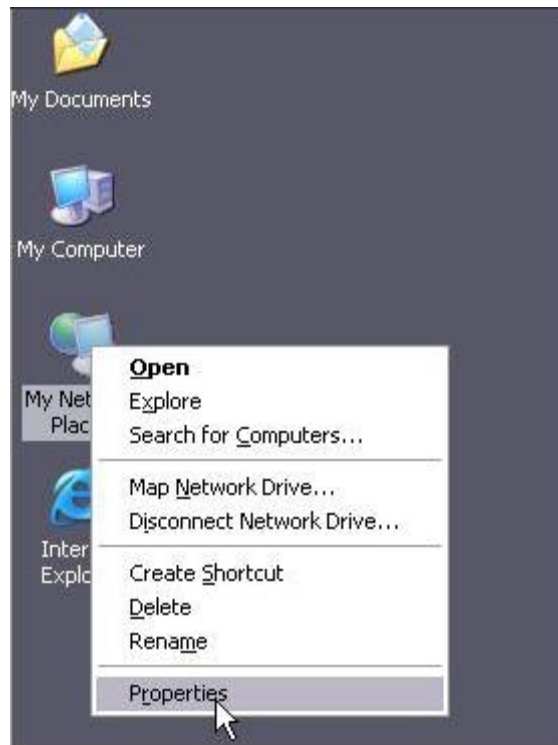 My Documents
My Computer
My Net
Plac
Inter
Explo
Open
Explore
Search for Computers...
Map Network Drive...
Disconnect Network Drive...
Create Shortcut
Delete
Rename
Properties